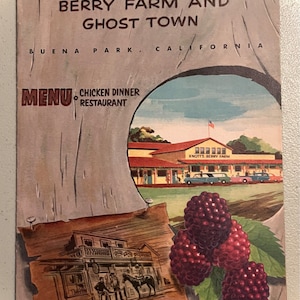 BERRY FARM AND
GHOST TOWN
BUENA PARK, CALIFORNIA
MENU
CHICKEN DINNER
RESTAURANT
KNOTT'S BERRY FARM